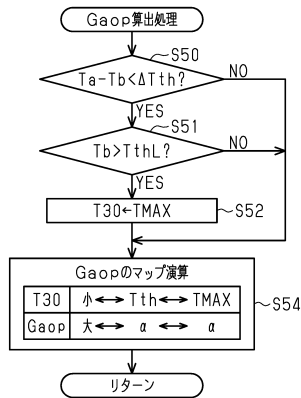 Gaop算出処理
S50
Ta-Tb<ΔTth?
NO
YES
S51
Tb>TthL?
NO
YES
T30←TMAX
S52
Gaopのマップ演算
T30 小⟷Tth⟷TMAX
Gaop 大⟷α⟷α
S54
リターン